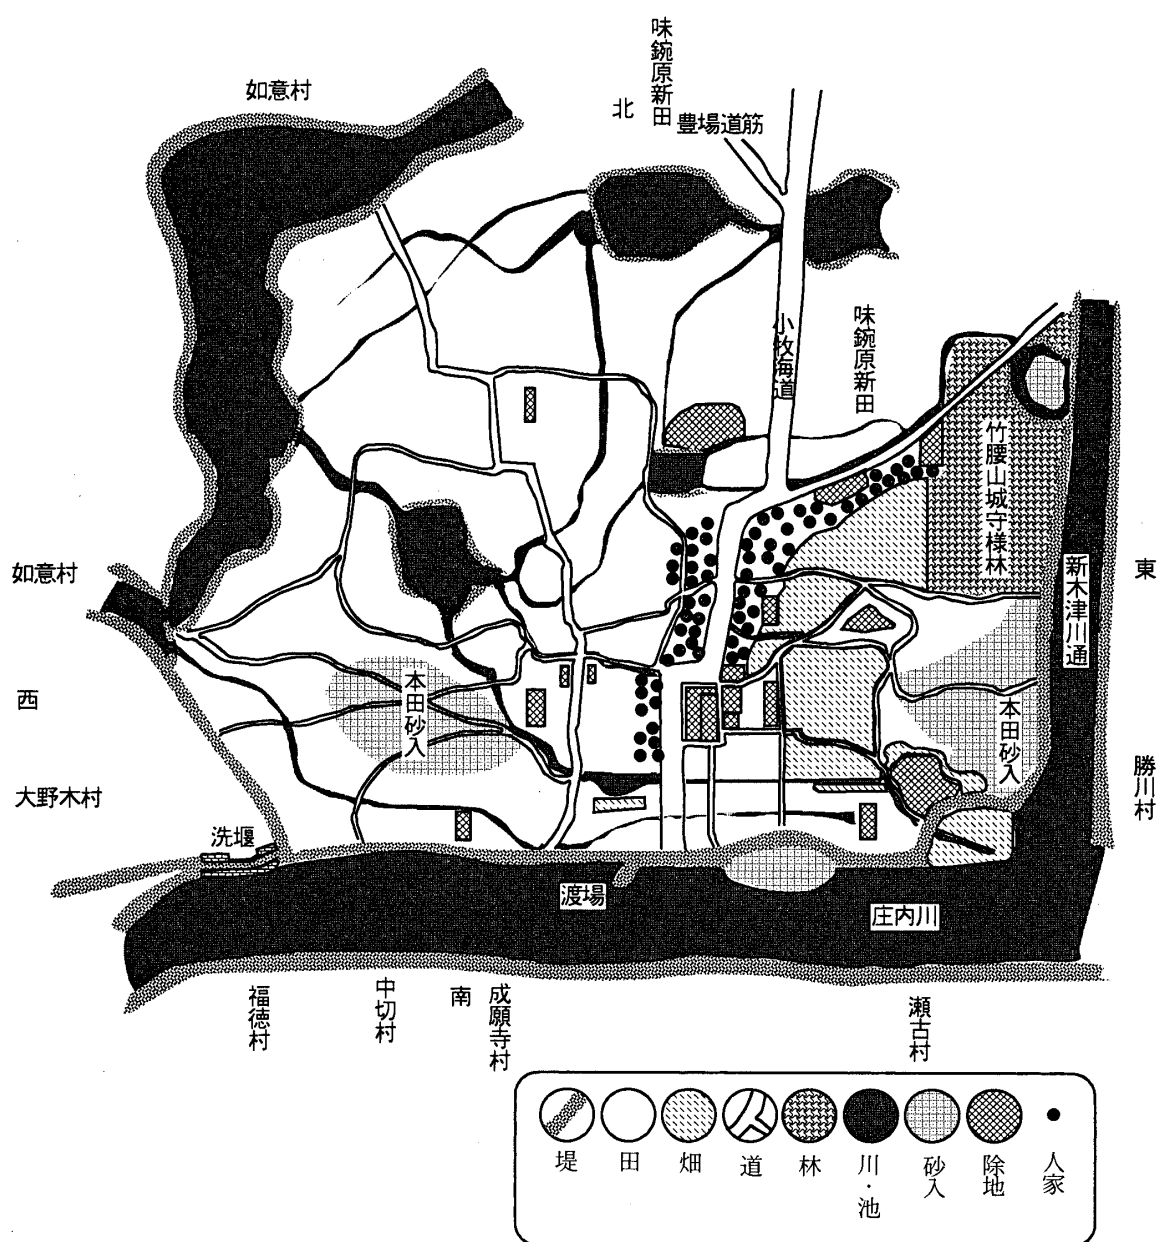 味鋺原新田
北
豊場道筋
如意村
小牧海道
味鋺原新田
竹腰山城守様林
新木津川通
東
如意村
西
本田砂入
本田砂入
勝川村
大野木村
洗堰
渡場
庄内川
福徳村
中切村
南
成願寺村
瀬古村
堤
田
畑
道
林
川・池
砂入
除地
人家